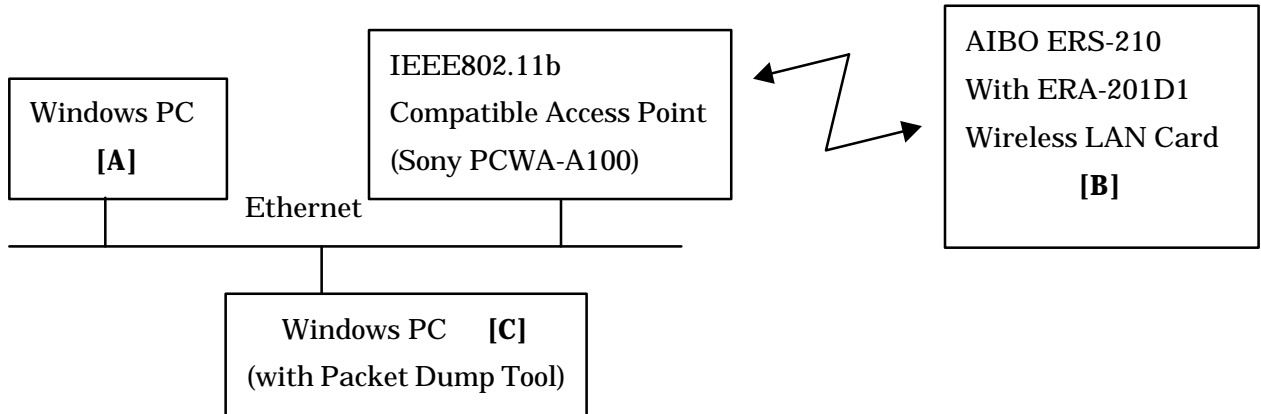 Windows PC
[A]
IEEE802.11b
Compatible Access Point
(Sony PCWA-A100)
AIBO ERS-210
With ERA-201D1
Wireless LAN Card
[B]
Ethernet
Windows PC [C]
(with Packet Dump Tool)